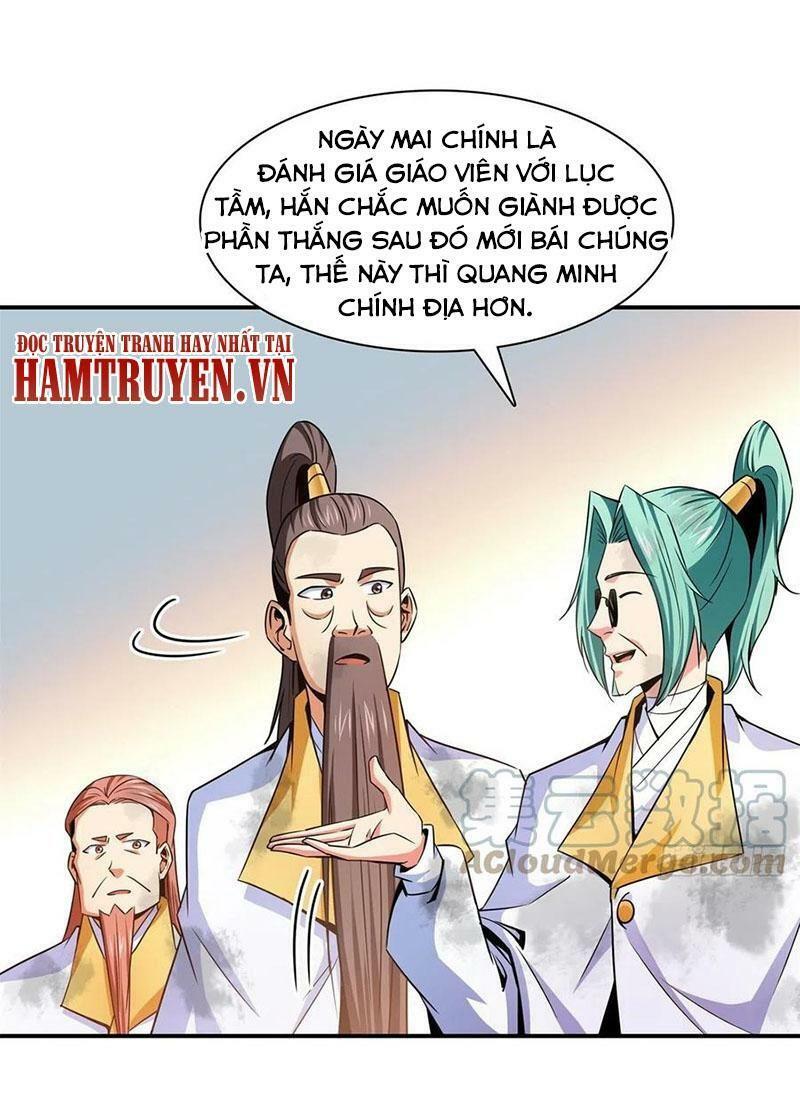 NGÀY MAI CHÍNH LÀ
ĐÁNH GIÁ GIÁO VIÊN VỚI LỤC
TẦM, HẮN CHẮC MUỐN GIÀNH ĐƯỢC
PHẦN THẮNG SAU ĐÓ MỚI BÁI CHÚNG
TA, THẾ NÀY THÌ QUANG MINH
CHÍNH ĐỊA HƠN.
ĐỌC TRUYỆN TRANH HAY NHẤT TẠI
HAMTRUYEN.VN
集云数据
ACloudMerge.com